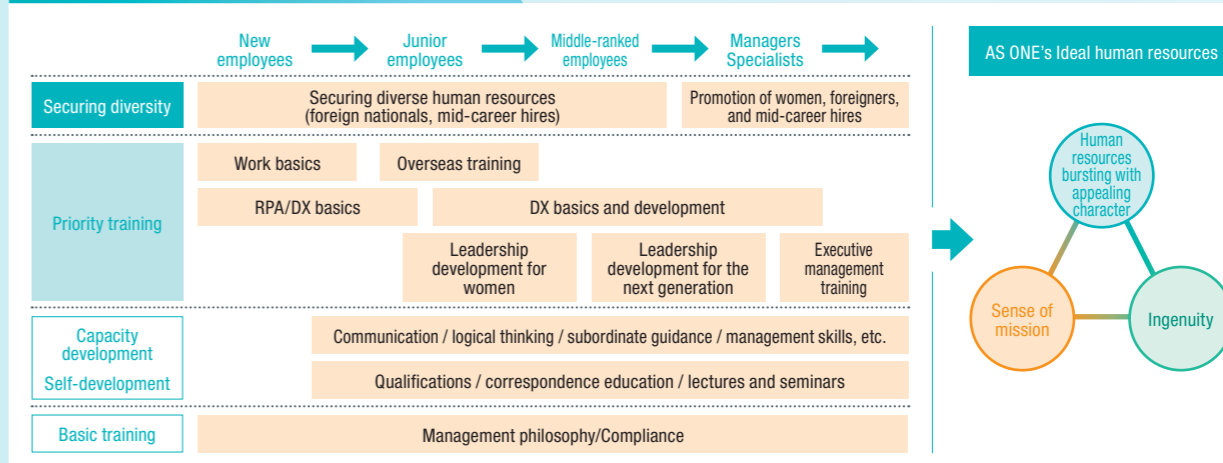 New
employees
Junior
employees
Middle-ranked
employees
Managers
Specialists
AS ONE's Ideal human resources
Securing diversity
Securing diverse human resources
(foreign nationals, mid-career hires)
Promotion of women, foreigners,
and mid-career hires
Priority training
Work basics
Overseas training
RPA/DX basics
DX basics and development
Leadership
development for
women
Leadership
development for the
next generation
Executive
management
training
Capacity
development
Self-development
Communication / logical thinking / subordinate guidance / management skills, etc.
Qualifications / correspondence education / lectures and seminars
Basic training
Management philosophy/Compliance
Human
resources
bursting with
appealing
character
Sense of
mission
Ingenuity